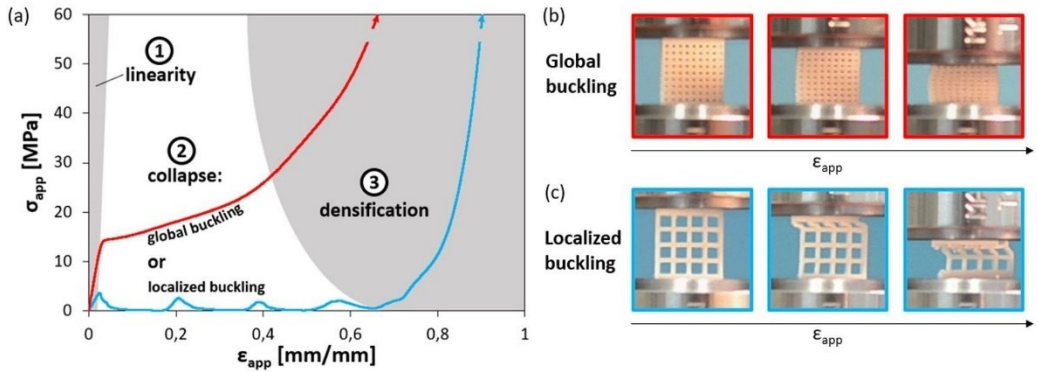 (a)
60
50
40
30
20
10
0
σapp [MPa]
1
linearity
2
collapse:
global buckling
or
localized buckling
3
densification
0
0,2
0,4
0,6
0,8
1
εapp [mm/mm]
(b)
Global
buckling
εapp
(c)
Localized
buckling
εapp